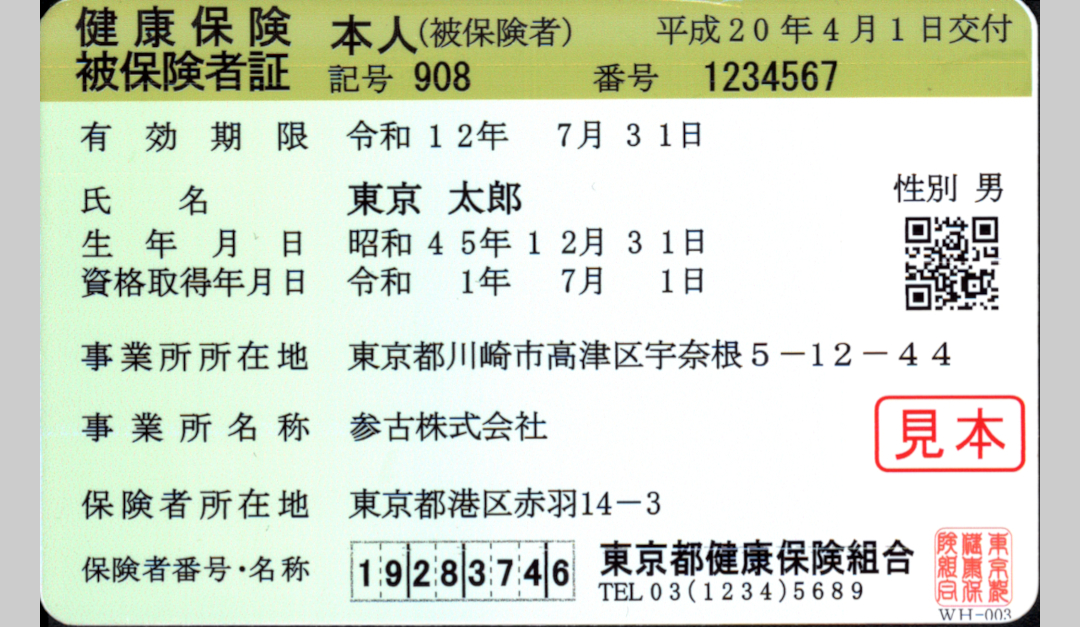 健康保険 本人(被保険者) 平成20年4月1日交付
被保険者証 記号 908 番号 1234567
有効期限 令和12年 7月31日
氏名 東京 太郎 性別 男
生年月日 昭和45年12月31日
資格取得年月日 令和 1年 7月 1日
事業所所在地 東京都川崎市高津区宇奈根5-12-44
事業所名称 参古株式会社
見本
保険者所在地 東京都港区赤羽14-3
保険者番号・名称 19283746 東京都健康保険組合
TEL 03(1234)5689
東京都健康保険組合
WH-003